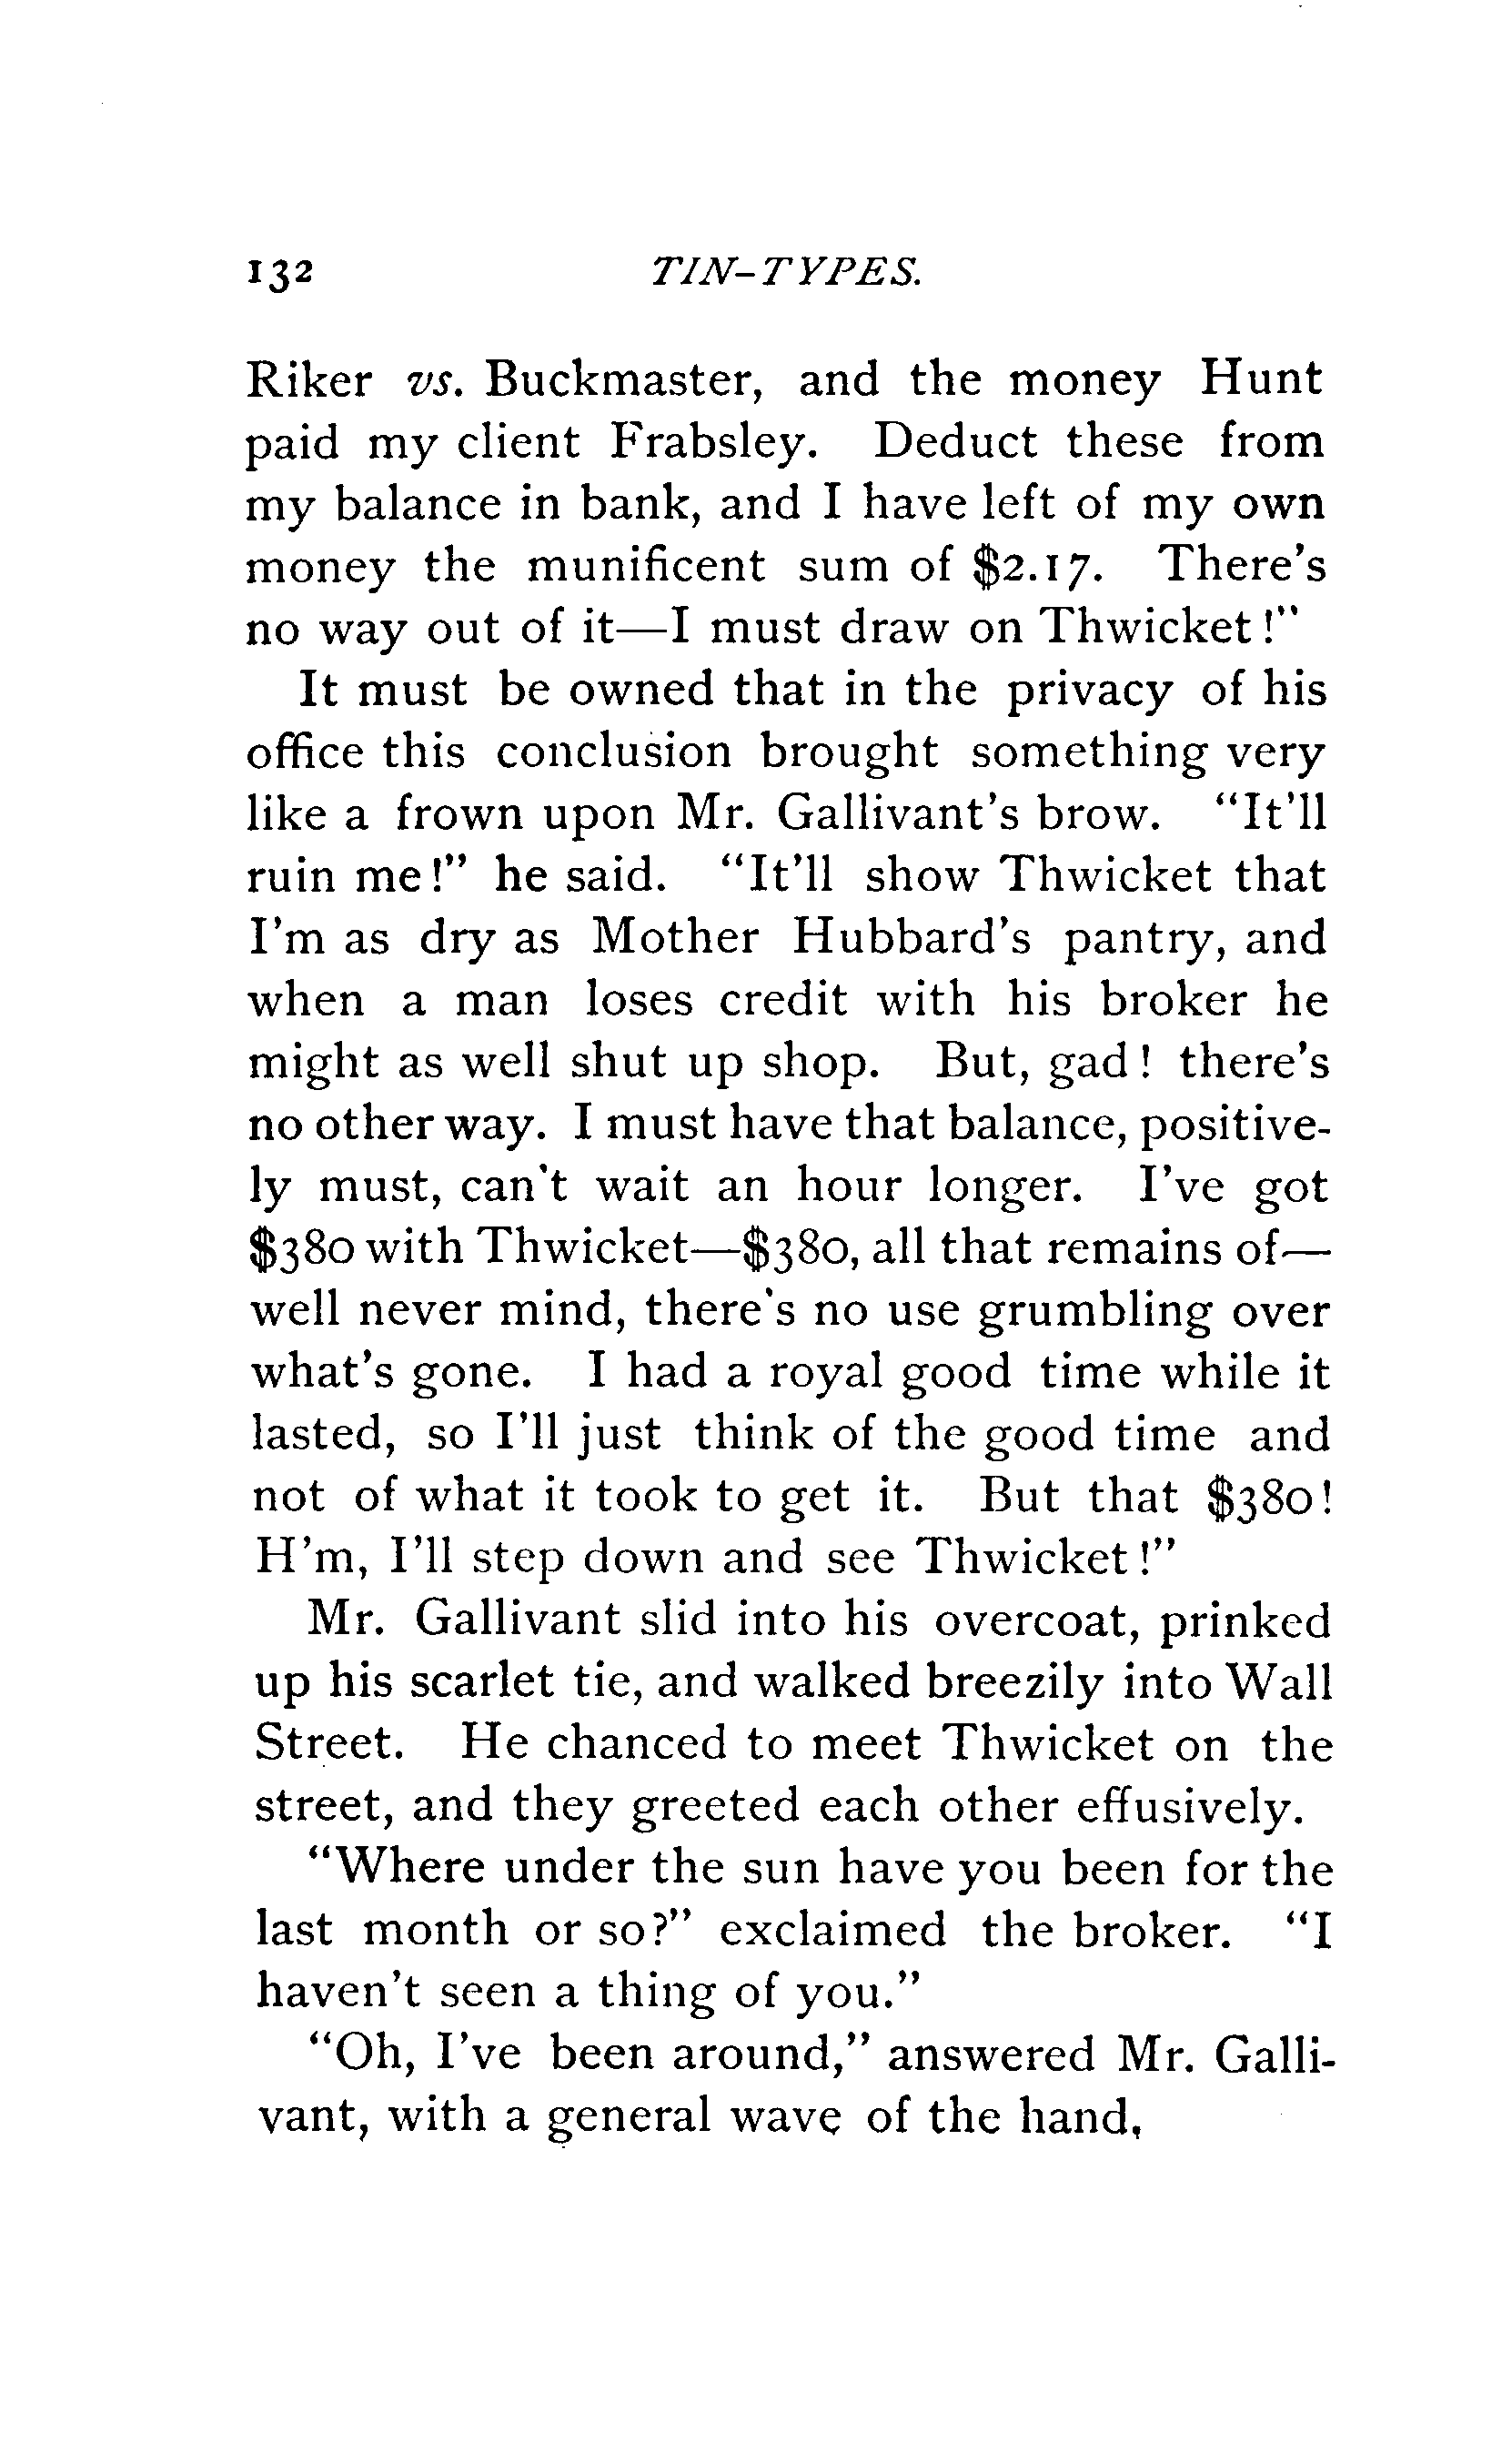 132 TIN-TYPES.
Riker vs. Buckmaster, and the money Hunt
paid my client Frabsley. Deduct these from
my balance in bank, and I have left of my own
money the munificent sum of $2.17. There's
no way out of it—I must draw on Thwicket!"
It must be owned that in the privacy of his
office this conclusion brought something very
like a frown upon Mr. Gallivant's brow. "It'll
ruin me!" he said. "It'll show Thwicket that
I'm as dry as Mother Hubbard's pantry, and
when a man loses credit with his broker he
might as well shut up shop. But, gad! there's
no other way. I must have that balance, positive-
ly must, can't wait an hour longer. I've got
$380 with Thwicket—$380, all that remains of—
well never mind, there's no use grumbling over
what's gone. I had a royal good time while it
lasted, so I'll just think of the good time and
not of what it took to get it. But that $380!
H'm, I'll step down and see Thwicket!"
Mr. Gallivant slid into his overcoat, prinked
up his scarlet tie, and walked breezily into Wall
Street. He chanced to meet Thwicket on the
street, and they greeted each other effusively.
"Where under the sun have you been for the
last month or so?" exclaimed the broker. "I
haven't seen a thing of you."
"Oh, I've been around," answered Mr. Galli-
vant, with a general wave of the hand,